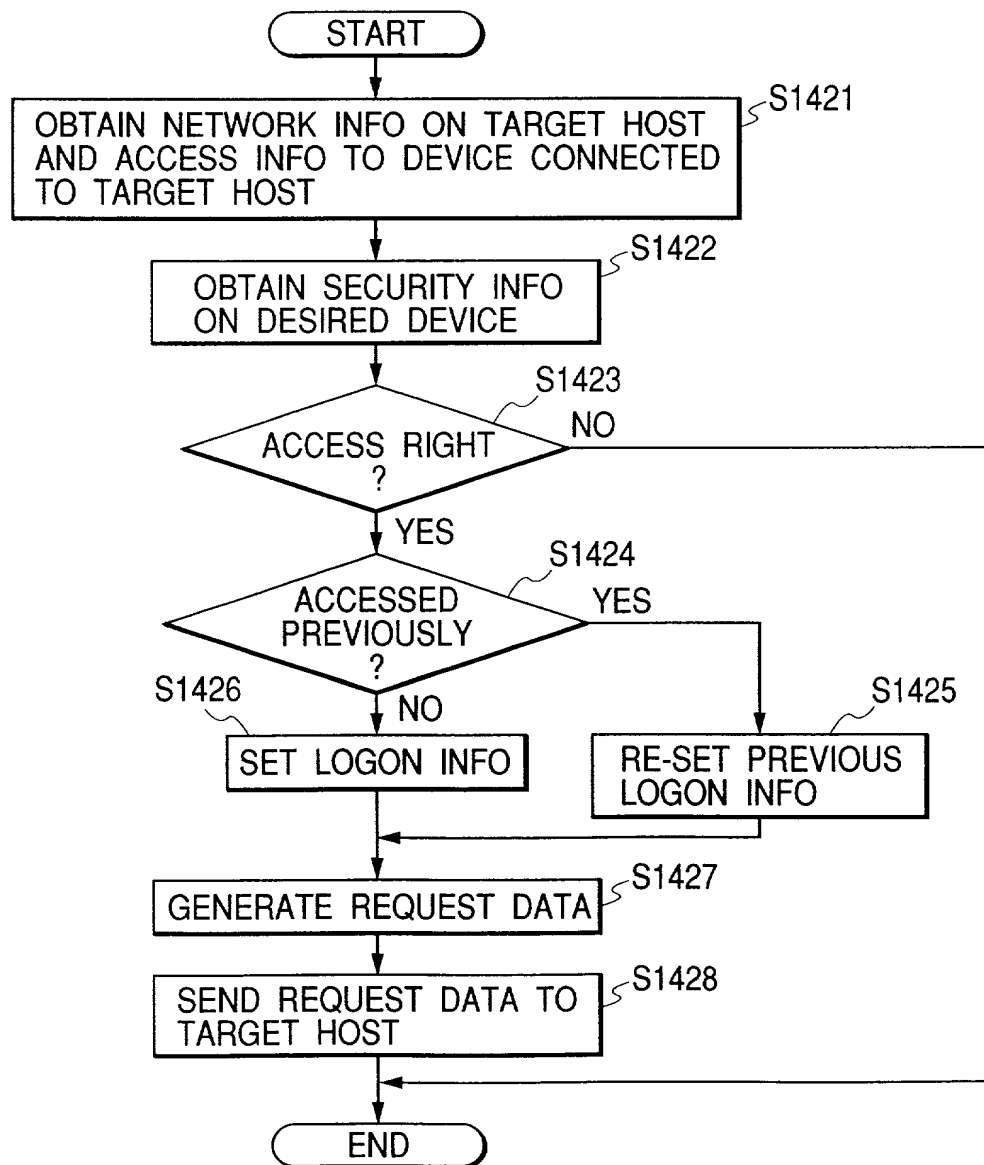 START
S1421
OBTAIN NETWORK INFO ON TARGET HOST
AND ACCESS INFO TO DEVICE CONNECTED
TO TARGET HOST
S1422
OBTAIN SECURITY INFO
ON DESIRED DEVICE
S1423
ACCESS RIGHT
?
NO
YES
S1424
ACCESSED
PREVIOUSLY
?
YES
S1426
NO
S1425
SET LOGON INFO
RE-SET PREVIOUS
LOGON INFO
S1427
GENERATE REQUEST DATA
S1428
SEND REQUEST DATA TO
TARGET HOST
END